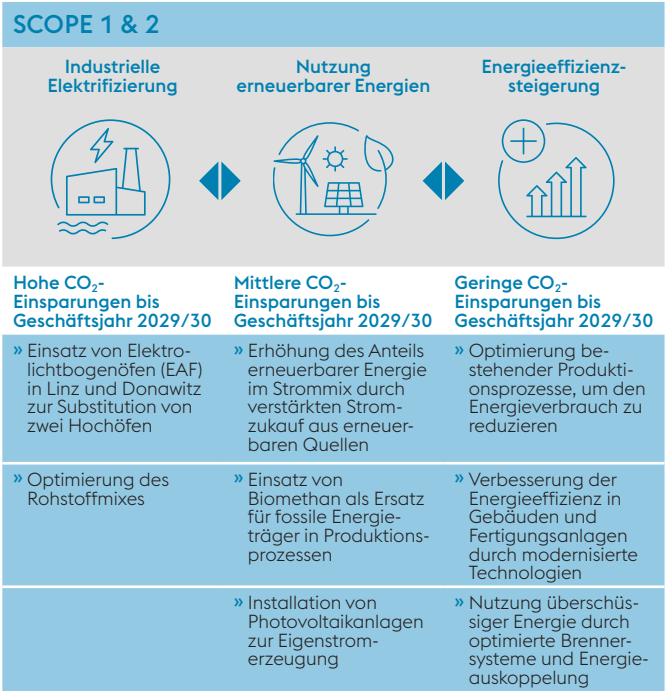 SCOPE 1 & 2
Industrielle
Elektrifizierung
Nutzung
erneuerbarer Energien
Energieeffizienz-
steigerung
Hohe CO₂-
Einsparungen bis
Geschäftsjahr 2029/30
Mittlere CO₂-
Einsparungen bis
Geschäftsjahr 2029/30
Geringe CO₂-
Einsparungen bis
Geschäftsjahr 2029/30
» Einsatz von Elektro-
lichtbogenöfen (EAF)
in Linz und Donawitz
zur Substitution von
zwei Hochöfen
» Erhöhung des Anteils
erneuerbarer Energie
im Strommix durch
verstärkten Strom-
zukauf aus erneuer-
baren Quellen
» Optimierung be-
stehender Produkti-
onsprozesse, um den
Energieverbrauch zu
reduzieren
» Optimierung des
Rohstoffmixes
» Einsatz von
Biomethan als Ersatz
für fossile Energie-
träger in Produktions-
prozessen
» Verbesserung der
Energieeffizienz in
Gebäuden und
Fertigungsanlagen
durch modernisierte
Technologien
» Installation von
Photovoltaikanlagen
zur Eigenstrom-
erzeugung
» Nutzung überschüs-
siger Energie durch
optimierte Brenner-
systeme und Energie-
auskoppelung